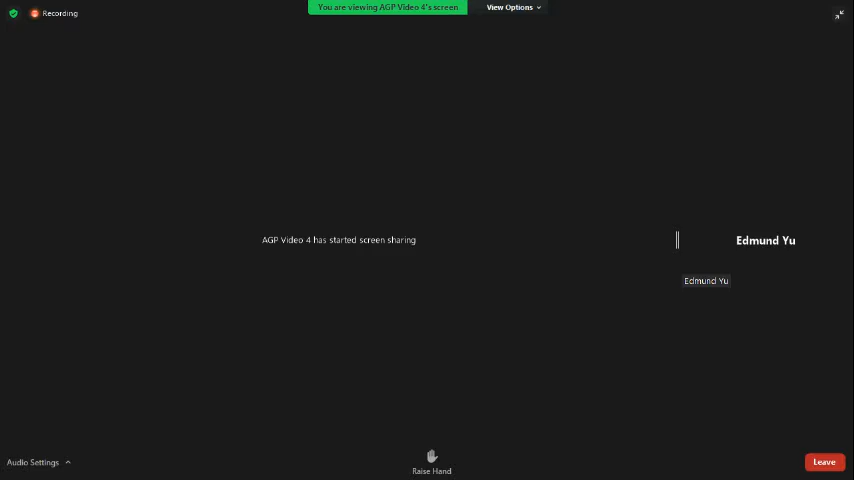 Recording
You are viewing AGP Video 4's screen
View Options
AGP Video 4 has started screen sharing
Edmund Yu
Edmund Yu
Audio Settings
Raise Hand
Leave